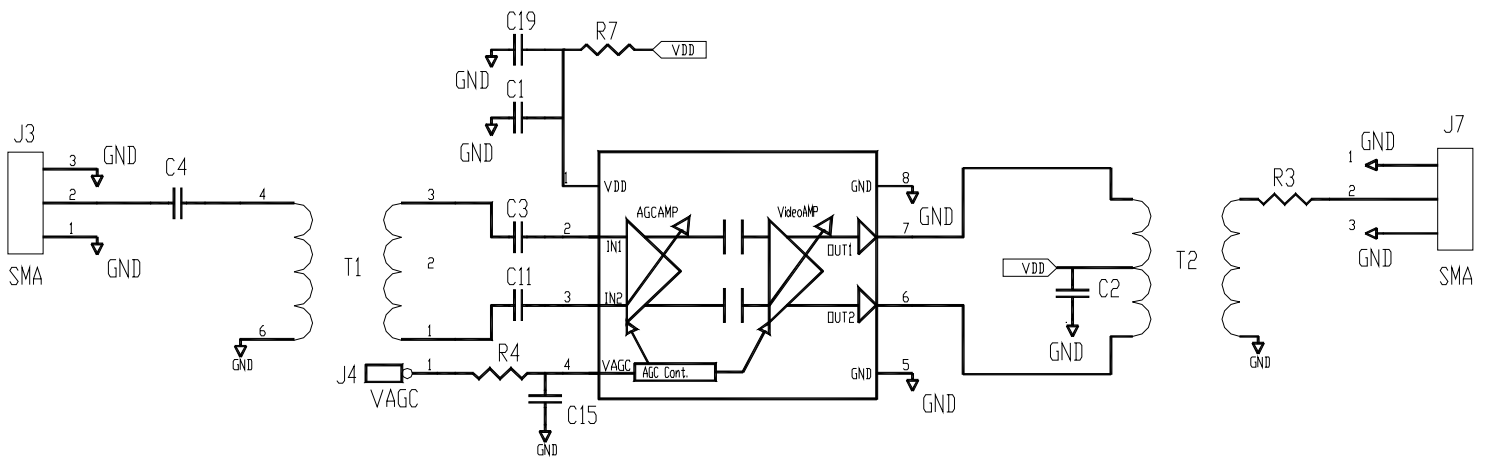 C19
R7
VDD
GND
C1
GND
J3
3
GND
2
C4
4
1
GND
SMA
6
GND
T1
3
2
1
C3
2
C11
3
J4
1
VAGC
R4
4
C15
GND
1
VDD
AGCAMP
VideoAMP
IN1
IN2
VAGC
AGC Cont.
GND
8
GND
OUT1
7
OUT2
6
GND
5
GND
VDD
C2
GND
T2
GND
R3
J7
GND
1
2
3
GND
SMA